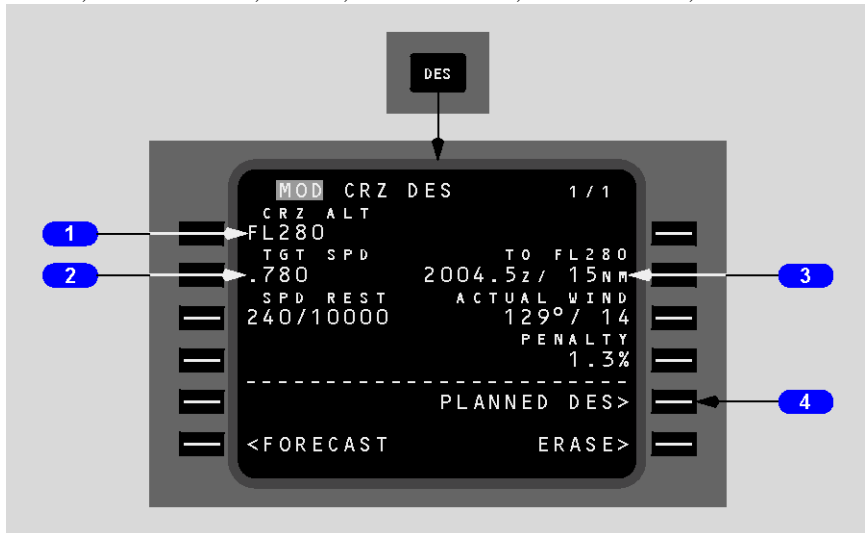 DES
MOD CRZ DES 1/1
CRZ ALT
1 FL280
TGT SPD TO FL280
2 .780 2004.5z/ 15NM 3
SPD REST ACTUAL WIND
240/10000 129°/ 14
PENALTY
1.3%
PLANNED DES> 4
<FORECAST ERASE>